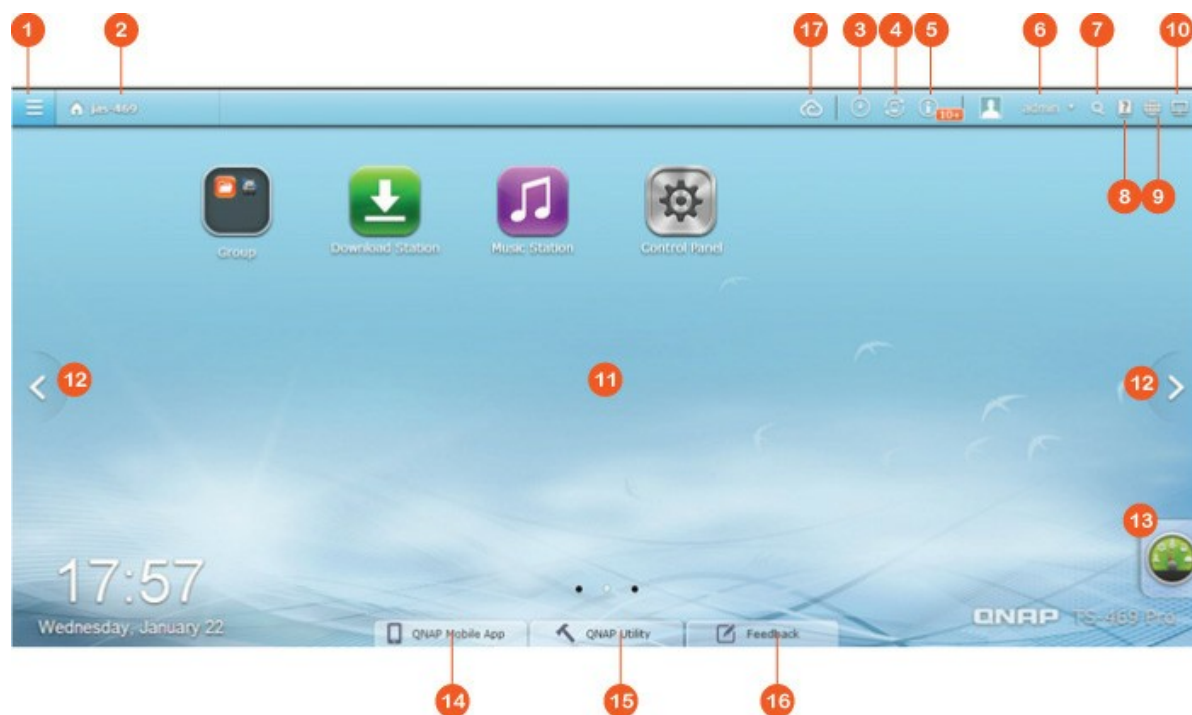 1 2 17 3 4 5 6 7 10
jas-469 10+ admin
8 9
Group Download Station Music Station Control Panel
12 11 12
13
17:57
Wednesday, January 22
QNAP TS-469 Pro
QNAP Mobile App QNAP Utility Feedback
14 15 16